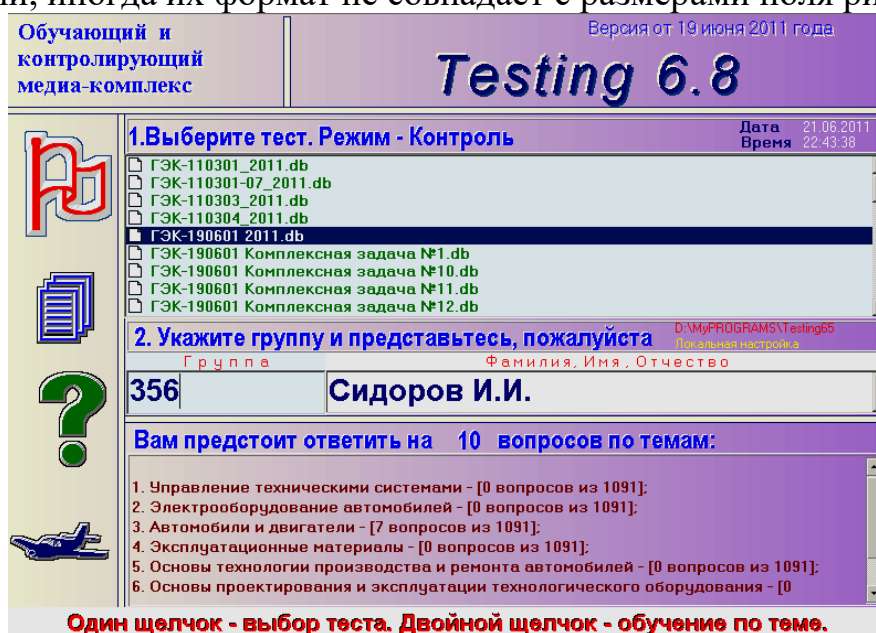 иногда их формат не совпадает с размерами поля
Обучающий и
контролирующий
медиа-комплекс
Версия от 19 июня 2011 года
Testing 6.8
1.Выберите тест. Режим - Контроль
Дата 21.06.2011
Время 22:43:38
ГЭК-110301_2011.db
ГЭК-110301-07_2011.db
ГЭК-110303_2011.db
ГЭК-110304_2011.db
ГЭК-190601 2011.db
ГЭК-190601 Комплексная задача №1.db
ГЭК-190601 Комплексная задача №10.db
ГЭК-190601 Комплексная задача №11.db
ГЭК-190601 Комплексная задача №12.db
2. Укажите группу и представьтесь, пожалуйста
D:\MyPROGRAMS\Testing65
Локальная настройка
Группа Фамилия, Имя, Отчество
356 Сидоров И.И.
Вам предстоит ответить на 10 вопросов по темам:
1. Управление техническими системами - [0 вопросов из 1091];
2. Электрооборудование автомобилей - [0 вопросов из 1091];
3. Автомобили и двигатели - [7 вопросов из 1091];
4. Эксплуатационные материалы - [0 вопросов из 1091];
5. Основы технологии производства и ремонта автомобилей - [0 вопросов из 1091];
6. Основы проектирования и эксплуатации технологического оборудования - [0
Один щелчок - выбор теста. Двойной щелчок - обучение по теме.